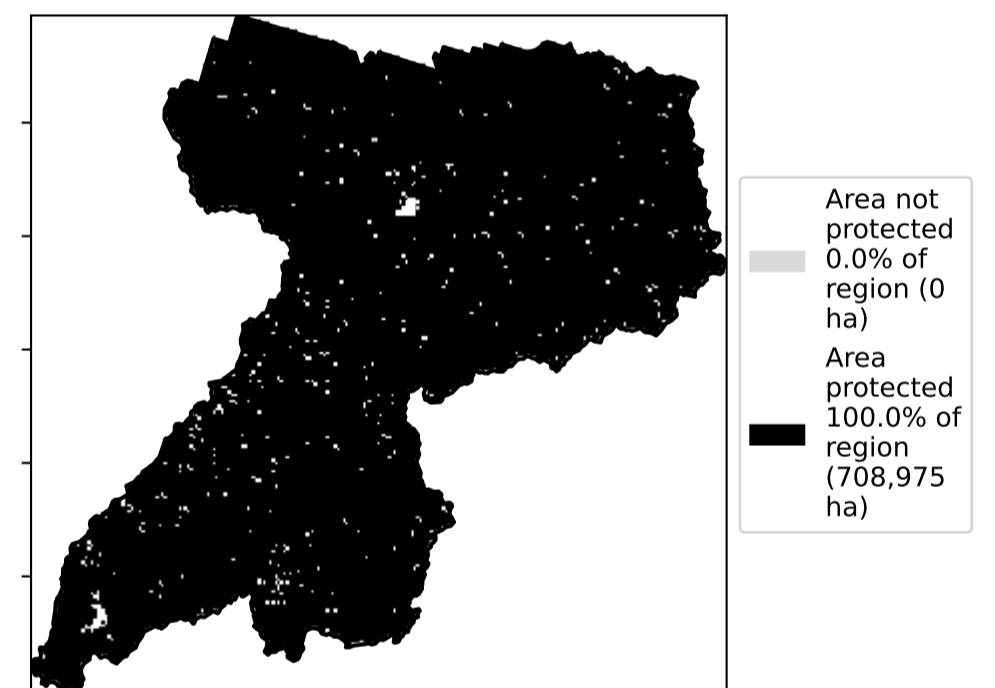 Area not
protected
0.0% of
region (0
ha)
Area
protected
100.0% of
region
(708,975
ha)